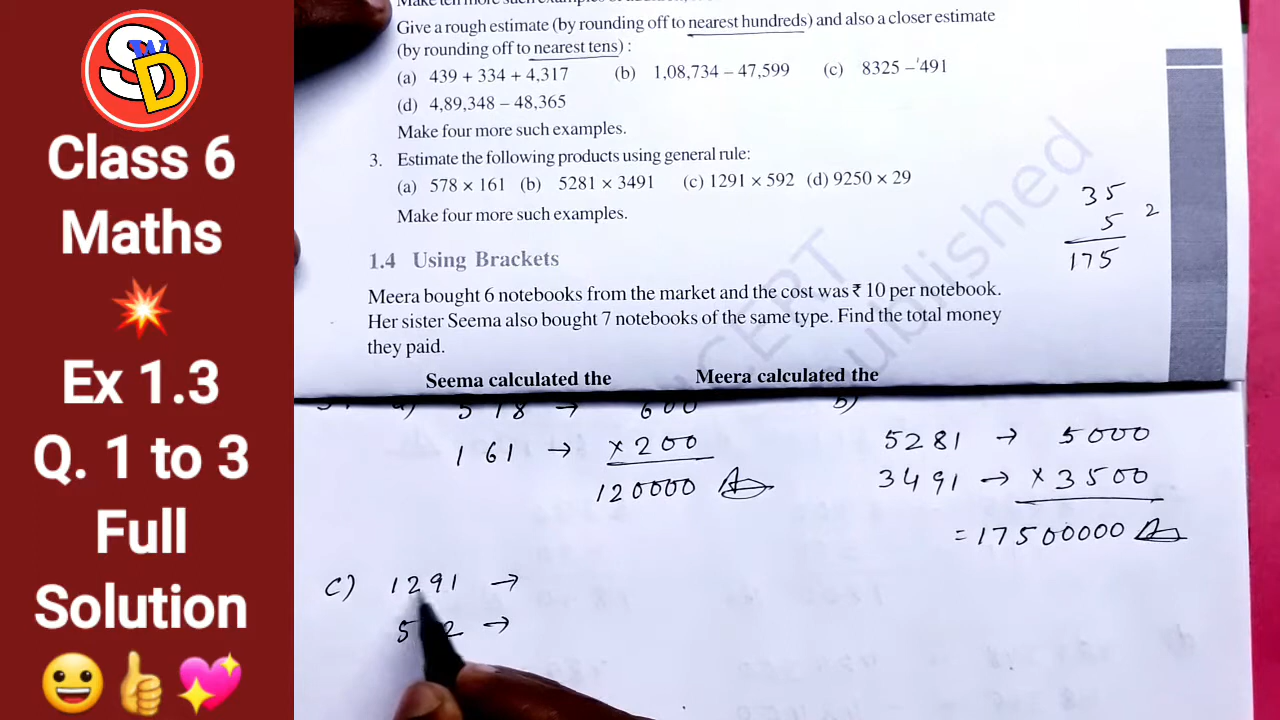 SWD
Class 6
Maths
Ex 1.3
Q. 1 to 3
Full
Solution
Give a rough estimate (by rounding off to nearest hundreds) and also a closer estimate
(by rounding off to nearest tens) :
(a) 439 + 334 + 4,317 (b) 1,08,734 – 47,599 (c) 8325 – 491
(d) 4,89,348 – 48,365
Make four more such examples.
3. Estimate the following products using general rule:
(a) 578 × 161 (b) 5281 × 3491 (c) 1291 × 592 (d) 9250 × 29
Make four more such examples.
35
5 2
175
1.4 Using Brackets
Meera bought 6 notebooks from the market and the cost was ₹ 10 per notebook.
Her sister Seema also bought 7 notebooks of the same type. Find the total money
they paid.
Seema calculated the Meera calculated the
a) 578 → 600
161 → × 200
120000
b)
5281 → 5000
3491 → × 3500
= 17500000
C) 1291 →
5 2 →
published